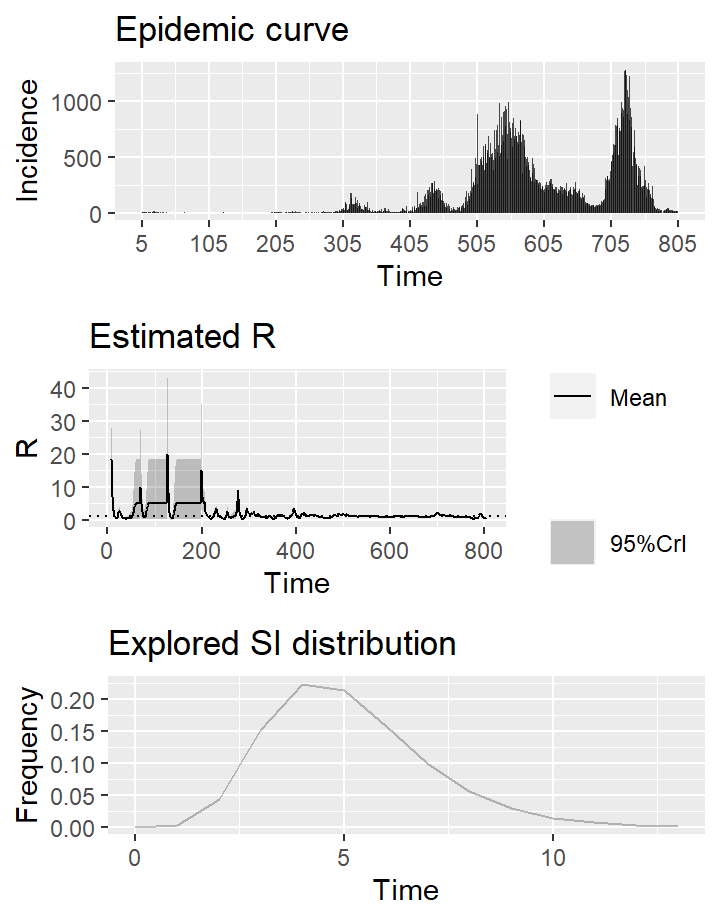 Epidemic curve
Incidence
1000
500
0
5 105 205 305 405 505 605 705 805
Time
Estimated R
R
40
30
20
10
0
0 200 400 600 800
Time
Mean
95%CrI
Explored SI distribution
Frequency
0.20
0.15
0.10
0.05
0.00
0 5 10
Time